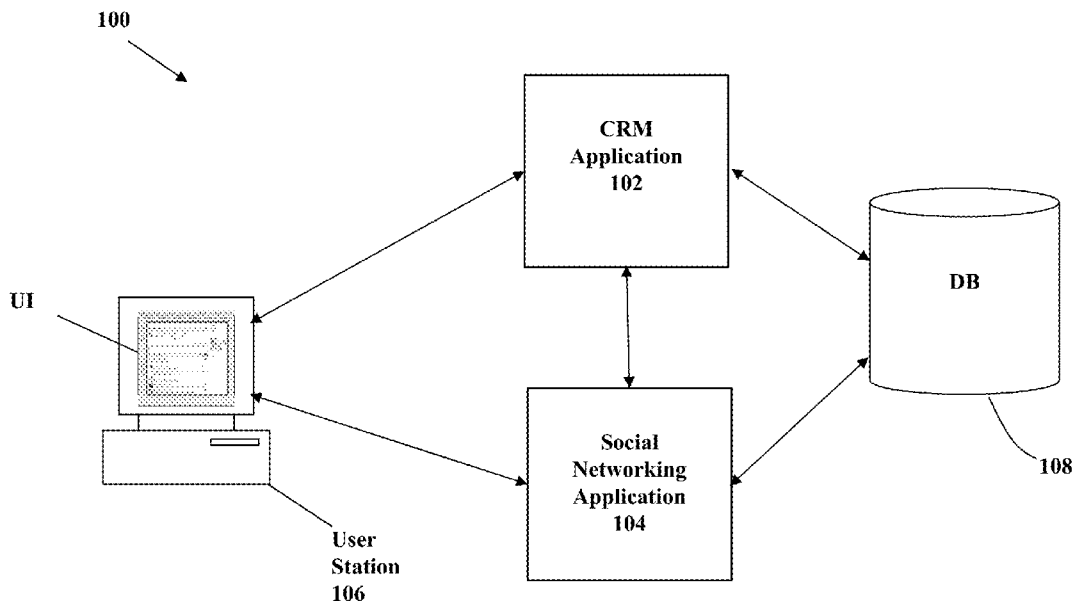 100
CRM
Application
102
DB
UI
Social
Networking
Application
104
108
User
Station
106